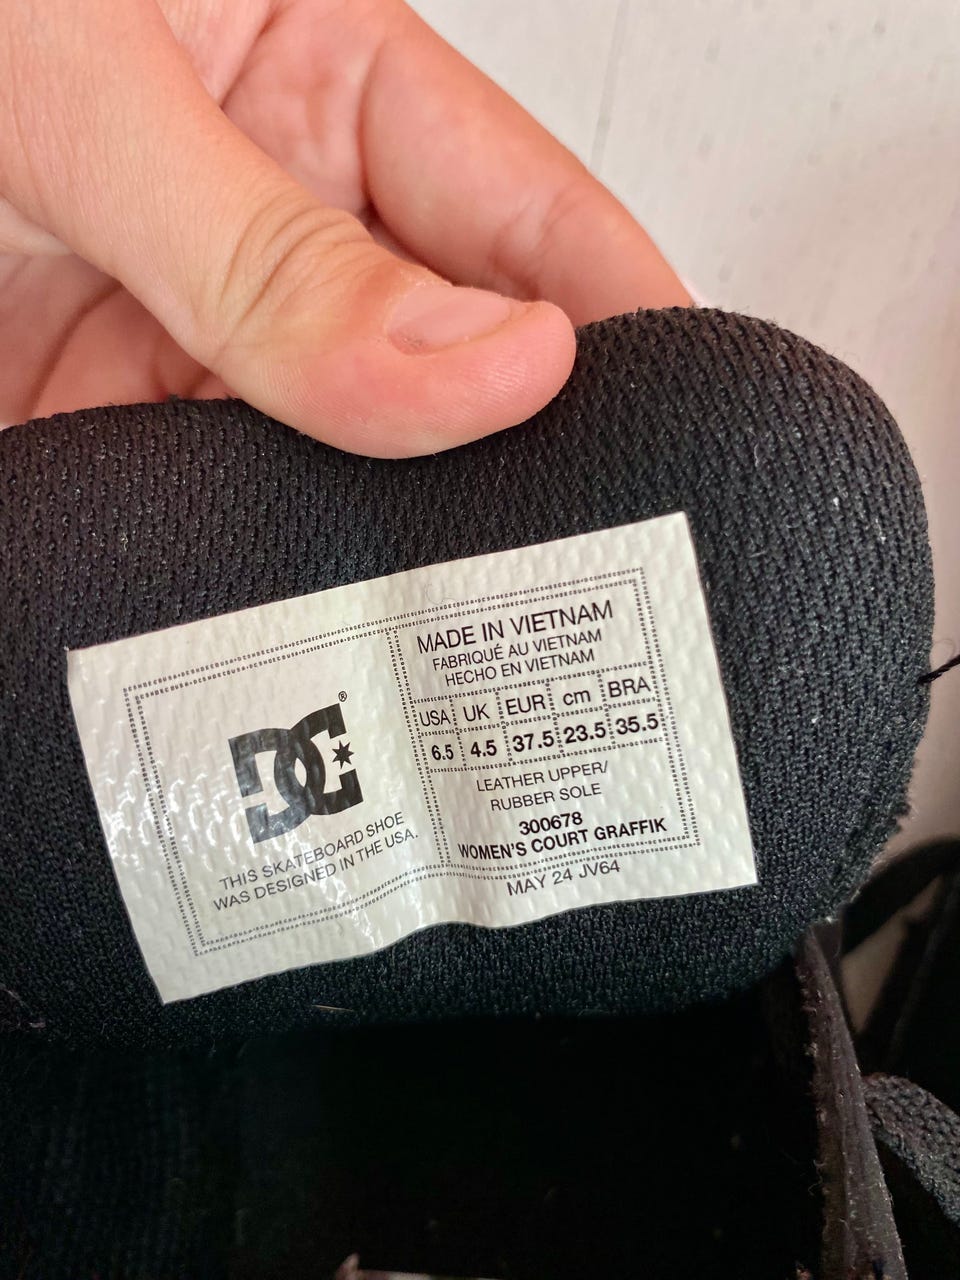 DC®
THIS SKATEBOARD SHOE
WAS DESIGNED IN THE USA.
MADE IN VIETNAM
FABRIQUÉ AU VIETNAM
HECHO EN VIETNAM
USA UK EUR cm BRA
6.5 4.5 37.5 23.5 35.5
LEATHER UPPER/
RUBBER SOLE
300678
WOMEN'S COURT GRAFFIK
MAY 24 JV64